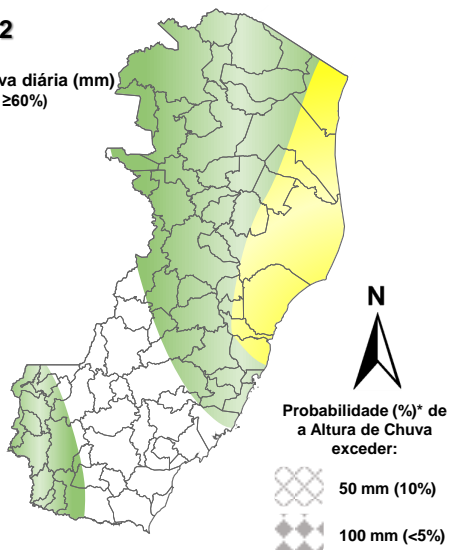 2
va diária (mm)
≥60%)
N
Probabilidade (%)* de
a Altura de Chuva
exceder:
50 mm (10%)
100 mm (<5%)